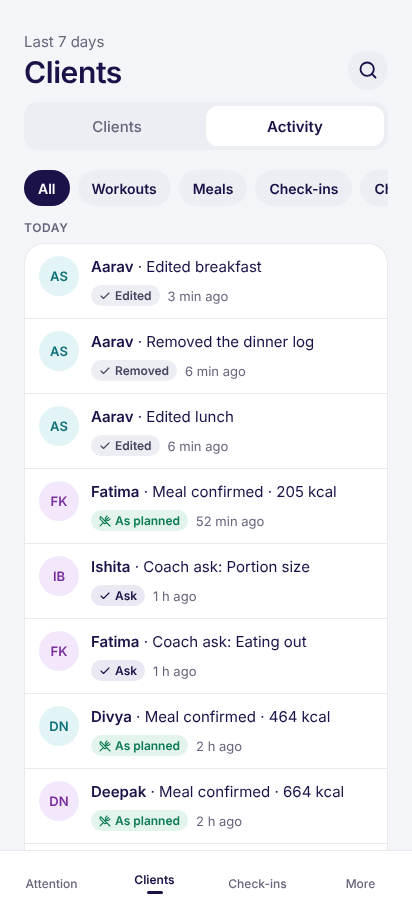 Last 7 days
Clients
Clients
Activity
All
Workouts
Meals
Check-ins
TODAY
AS
Aarav · Edited breakfast
Edited
3 min ago
AS
Aarav · Removed the dinner log
Removed
6 min ago
AS
Aarav · Edited lunch
Edited
6 min ago
FK
Fatima · Meal confirmed · 205 kcal
As planned
52 min ago
IB
Ishita · Coach ask: Portion size
Ask
1 h ago
FK
Fatima · Coach ask: Eating out
Ask
1 h ago
DN
Divya · Meal confirmed · 464 kcal
As planned
2 h ago
DN
Deepak · Meal confirmed · 664 kcal
As planned
2 h ago
Attention
Clients
Check-ins
More